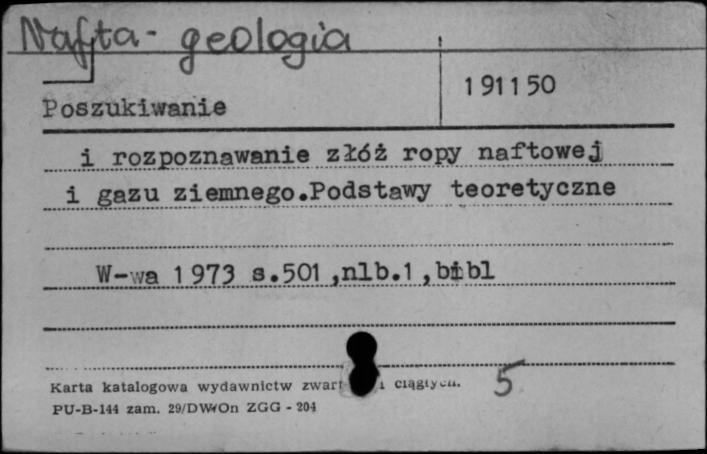 Nafta - geologia
191150
Poszukiwanie
i rozpoznawanie złóż ropy naftowej
i gazu ziemnego.Podstawy teoretyczne
W-wa 1973 s.501,nlb.1,bibl
Karta katalogowa wydawnictw zwart i ciągłych. 5
PU-B-144 zam. 29/DWOn ZGG - 204